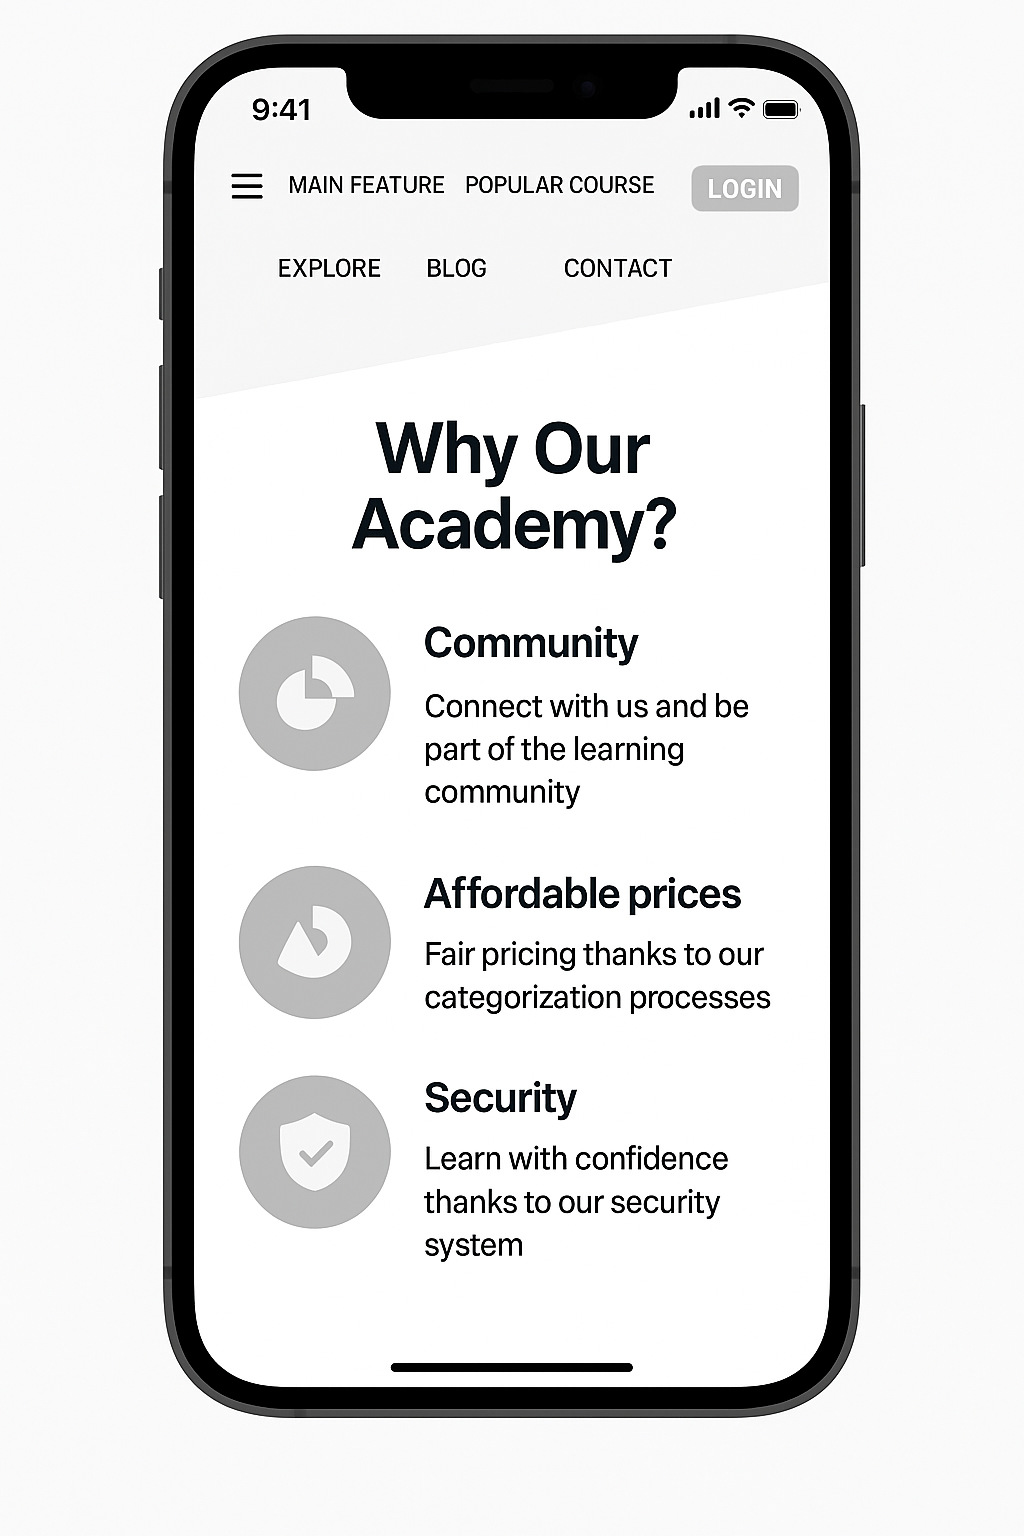 9:41
MAIN FEATURE POPULAR COURSE LOGIN
EXPLORE BLOG CONTACT
Why Our
Academy?
Community
Connect with us and be
part of the learning
community
Affordable prices
Fair pricing thanks to our
categorization processes
Security
Learn with confidence
thanks to our security
system